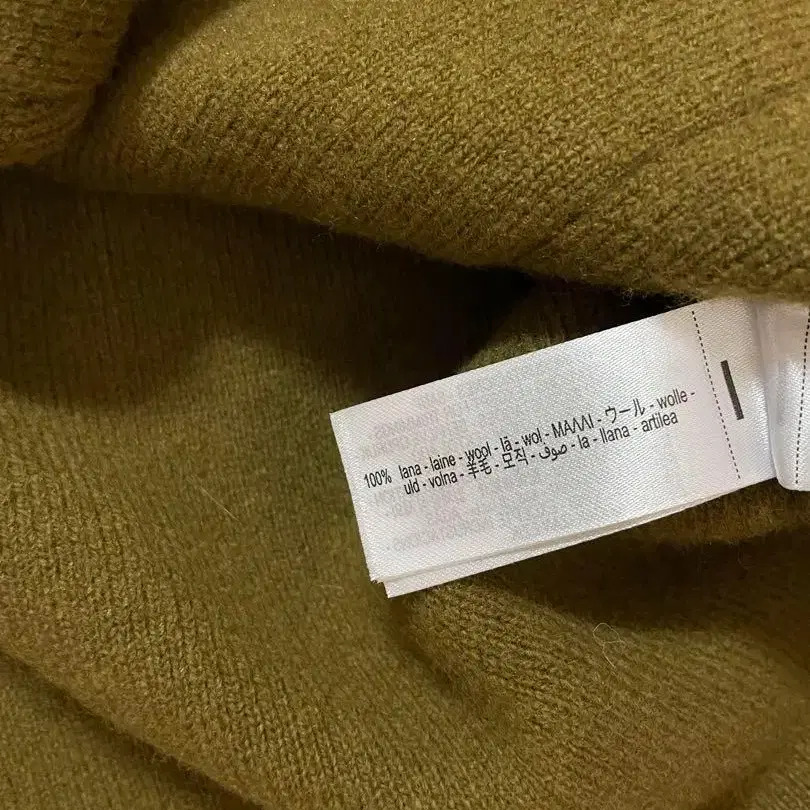 100% lana - laine - wool - lã - wol - ΜΑΛΛΙ - ウール - wolle -
uld - volna - 羊毛 - 모직 - صوف - la - llana - artilea